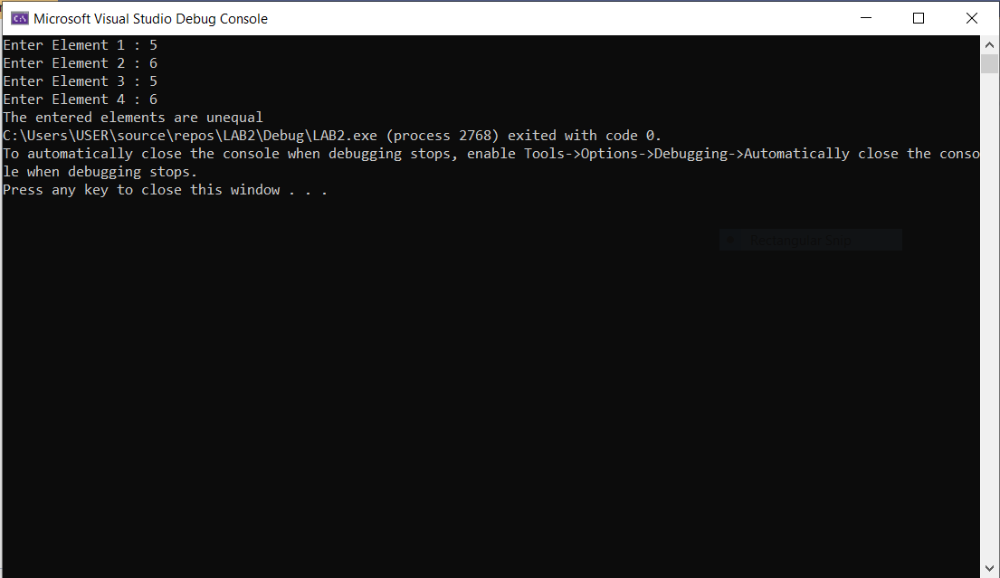 Microsoft Visual Studio Debug Console
Enter Element 1 : 5
Enter Element 2 : 6
Enter Element 3 : 5
Enter Element 4 : 6
The entered elements are unequal
C:\Users\USER\source\repos\LAB2\Debug\LAB2.exe (process 2768) exited with code 0.
To automatically close the console when debugging stops, enable Tools->Options->Debugging->Automatically close the conso
le when debugging stops.
Press any key to close this window . . .
Rectangular Snip